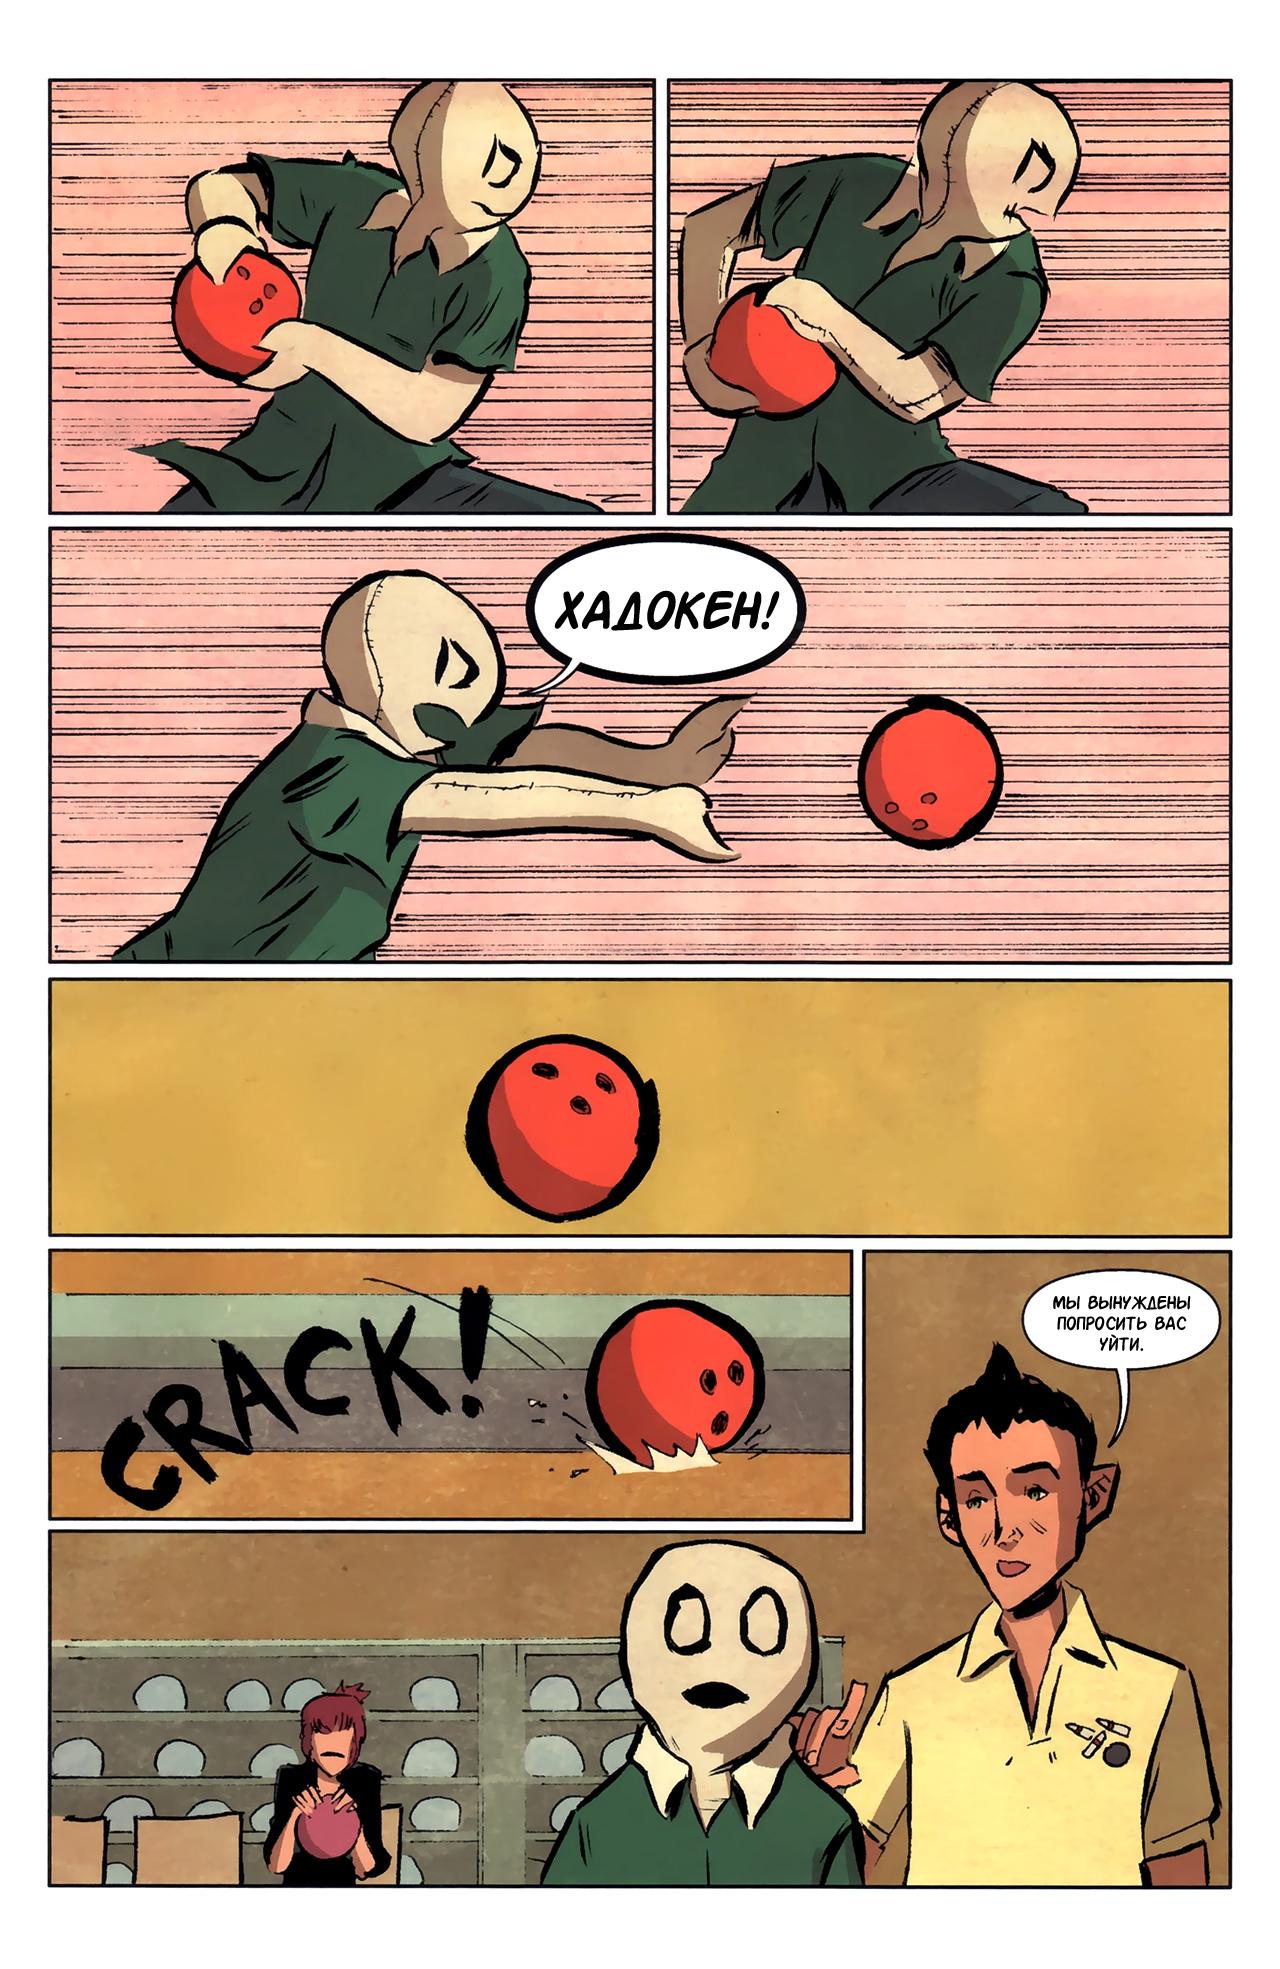 ХАДОКЕН!
CRACK!
МЫ ВЫНУЖДЕНЫ
ПОПРОСИТЬ ВАС
УЙТИ.